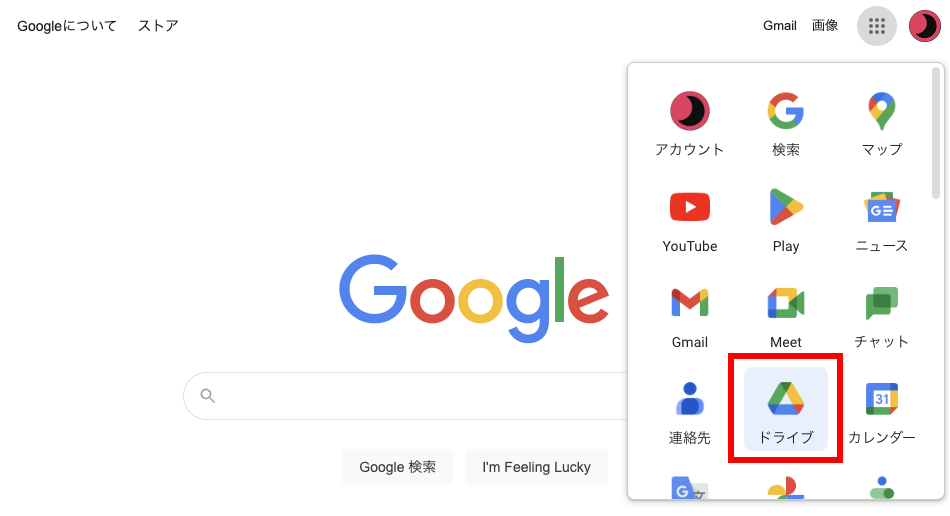 Googleについて ストア Gmail 画像
アカウント 検索 マップ
YouTube Play ニュース
Google
Gmail Meet チャット
31
連絡先 ドライブ カレンダー
Google 検索 I'm Feeling Lucky